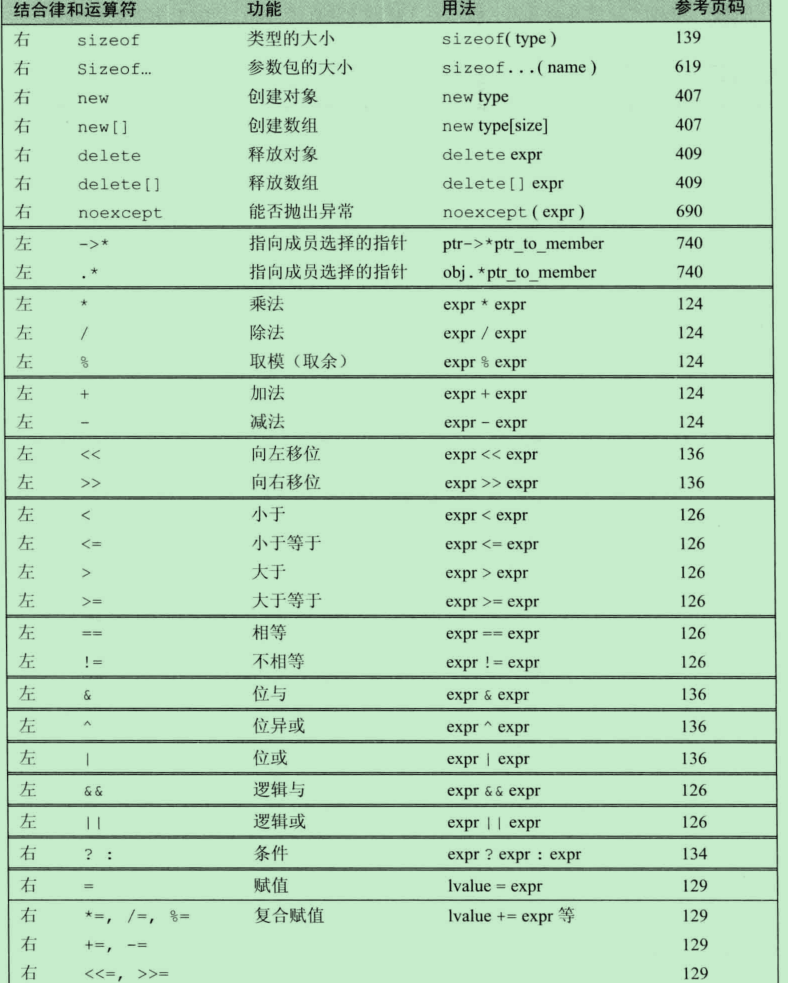 结合律和运算符 功能 用法 参考页码
右 sizeof 类型的大小 sizeof( type ) 139
右 Sizeof… 参数包的大小 sizeof...( name ) 619
右 new 创建对象 new type 407
右 new[] 创建数组 new type[size] 407
右 delete 释放对象 delete expr 409
右 delete[] 释放数组 delete[] expr 409
右 noexcept 能否抛出异常 noexcept ( expr ) 690
左 ->* 指向成员选择的指针 ptr->*ptr_to_member 740
左 .* 指向成员选择的指针 obj.*ptr_to_member 740
左 * 乘法 expr * expr 124
左 / 除法 expr / expr 124
左 % 取模（取余） expr % expr 124
左 + 加法 expr + expr 124
左 - 减法 expr - expr 124
左 << 向左移位 expr << expr 136
左 >> 向右移位 expr >> expr 136
左 < 小于 expr < expr 126
左 <= 小于等于 expr <= expr 126
左 > 大于 expr > expr 126
左 >= 大于等于 expr >= expr 126
左 == 相等 expr == expr 126
左 != 不相等 expr != expr 126
左 & 位与 expr & expr 136
左 ^ 位异或 expr ^ expr 136
左 | 位或 expr | expr 136
左 && 逻辑与 expr && expr 126
左 || 逻辑或 expr || expr 126
右 ? : 条件 expr ? expr : expr 134
右 = 赋值 lvalue = expr 129
右 *=, /=, %= 复合赋值 lvalue += expr 等 129
右 +=, -= 129
右 <<=, >>= 129